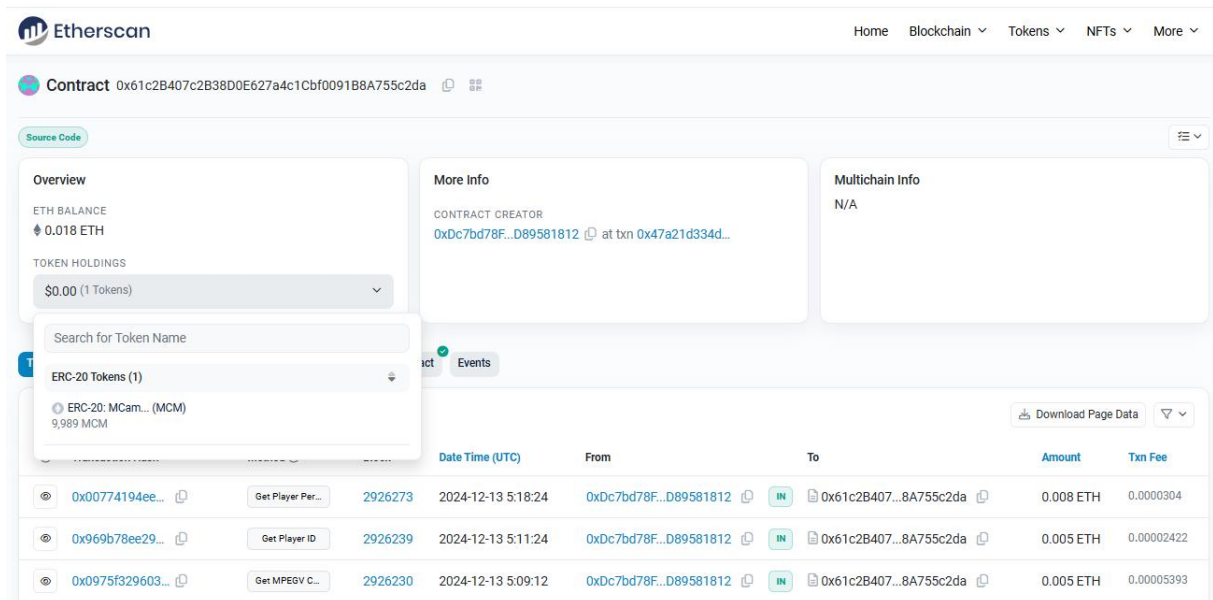 Etherscan
Home Blockchain Tokens NFTs More
Contract 0x61c2B407c2B38D0E627a4c1Cbf0091B8A755c2da
Source Code
Overview
ETH BALANCE
0.018 ETH
TOKEN HOLDINGS
$0.00 (1 Tokens)
More Info
CONTRACT CREATOR
0xDc7bd78F...D89581812 at txn 0x47a21d334d...
Multichain Info
N/A
Search for Token Name
ERC-20 Tokens (1)
ERC-20: MCam... (MCM)
9,989 MCM
Events
Download Page Data
Date Time (UTC) From To Amount Txn Fee
0x00774194ee... Get Player Per... 2926273 2024-12-13 5:18:24 0xDc7bd78F...D89581812 IN 0x61c2B407...8A755c2da 0.008 ETH 0.0000304
0x969b78ee29... Get Player ID 2926239 2024-12-13 5:11:24 0xDc7bd78F...D89581812 IN 0x61c2B407...8A755c2da 0.005 ETH 0.00002422
0x0975f329603... Get MPEGV C... 2926230 2024-12-13 5:09:12 0xDc7bd78F...D89581812 IN 0x61c2B407...8A755c2da 0.005 ETH 0.00005393